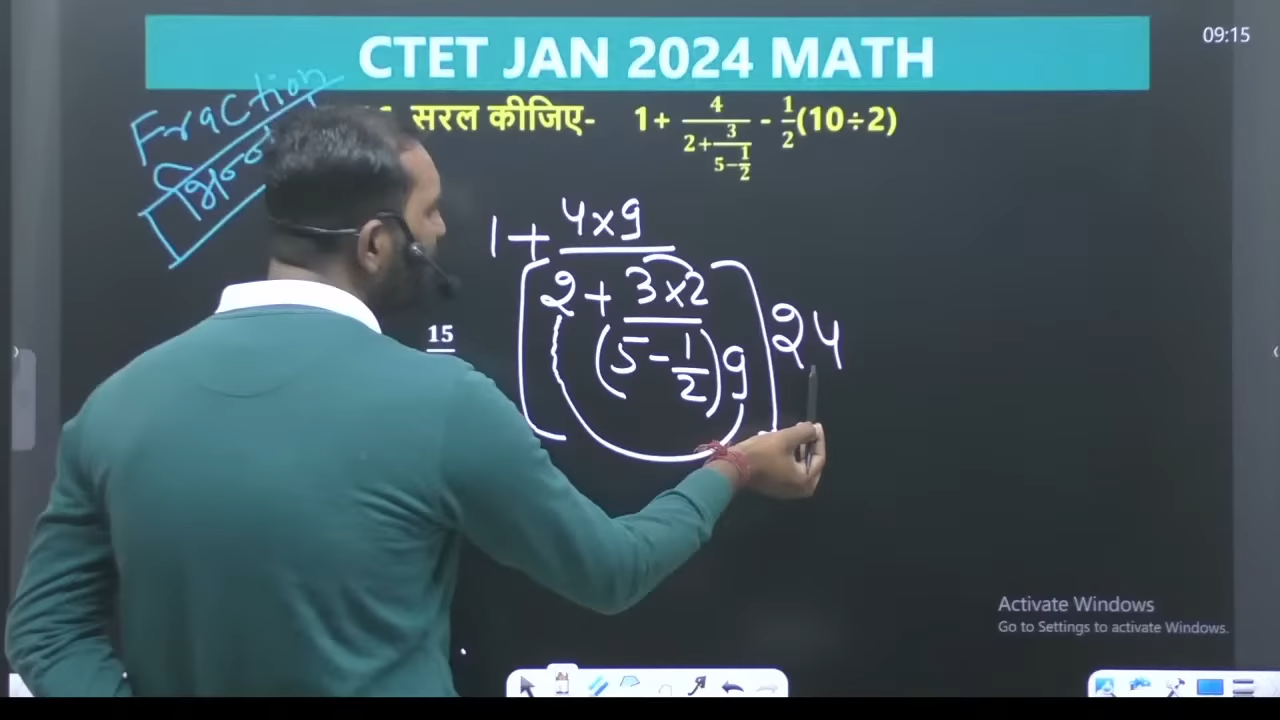 09:15
CTET JAN 2024 MATH
Fraction
भिन्न
सरल कीजिए- 1+ 4/(2+3/(5-1/2)) - 1/2(10÷2)
1 + 4×9
[2 + 3×2] 24
15
(5 - 1/2) 9
Activate Windows
Go to Settings to activate Windows.